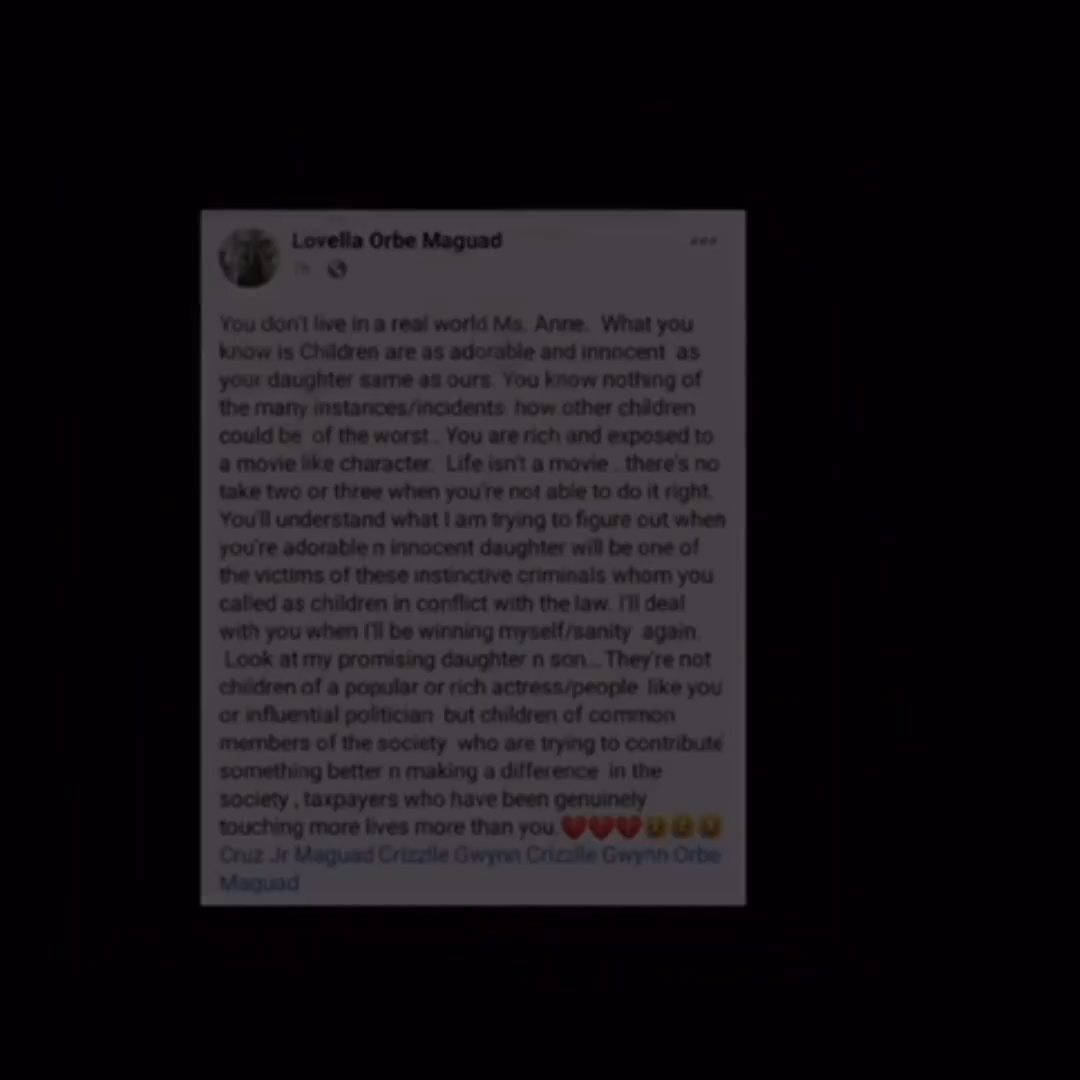 Lovella Orbe Maguad
You don't live in a real world Ms. Anne. What you
know is Children are as adorable and innocent as
your daughter same as ours. You know nothing of
the many instances/incidents how other children
could be of the worst. You are rich and exposed to
a movie like character. Life isn't a movie . there's no
take two or three when you're not able to do it right.
You'll understand what I am trying to figure out when
you're adorable n innocent daughter will be one of
the victims of these instinctive criminals whom you
called as children in conflict with the law. I'll deal
with you when I'll be winning myself/sanity again.
Look at my promising daughter n son...They're not
children of a popular or rich actress/people like you
or influential politician but children of common
members of the society who are trying to contribute
something better n making a difference in the
society , taxpayers who have been genuinely
touching more lives more than you.💔💔💔😢😢😢
Cruz Jr Maguad Crizzlle Gwynn Crizzlle Gwynn Orbe
Maguad